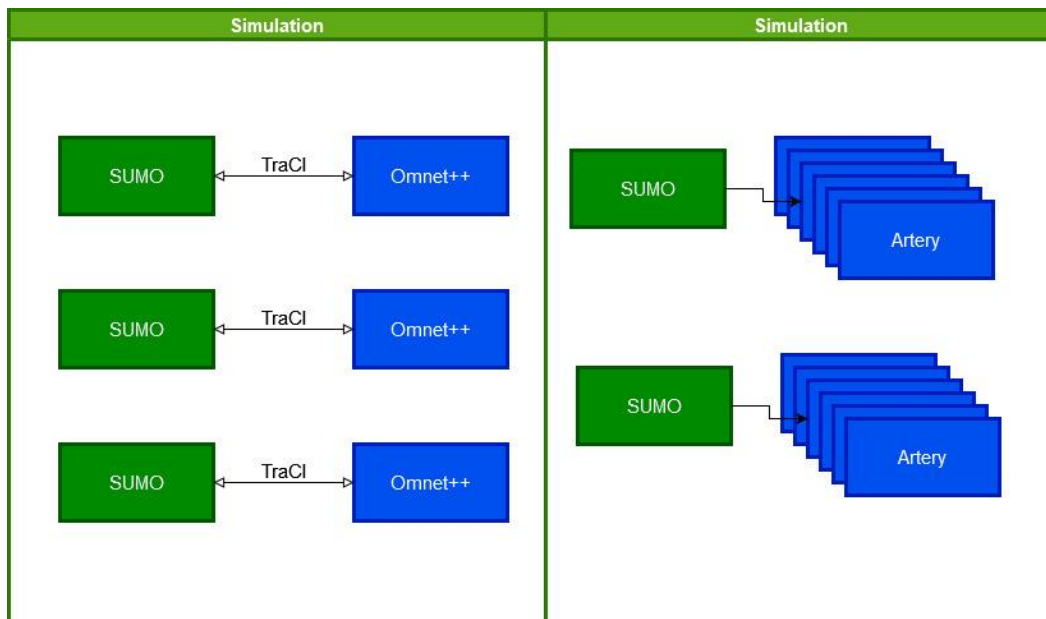 Simulation
Simulation
SUMO
TraCI
Omnet++
SUMO
TraCI
Omnet++
SUMO
TraCI
Omnet++
SUMO
Artery
SUMO
Artery